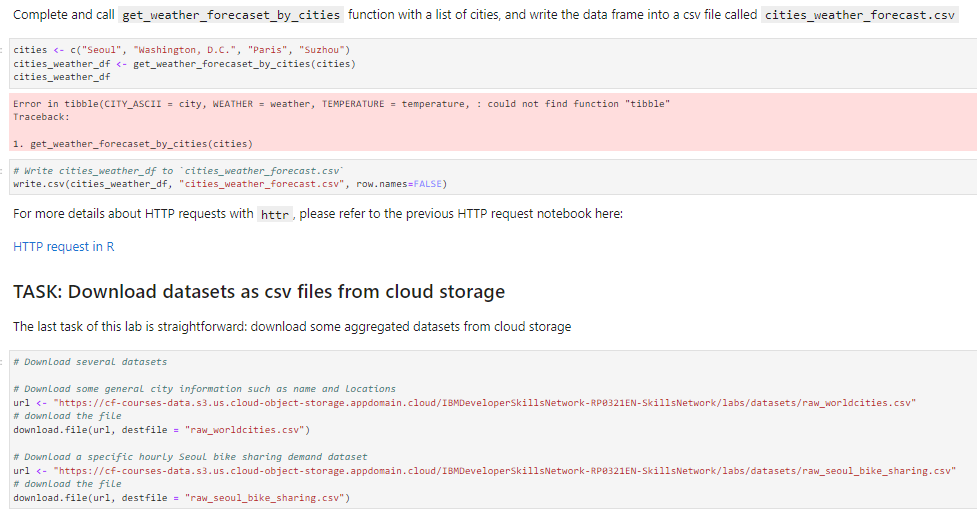 Complete and call get_weather_forecaset_by_cities function with a list of cities, and write the data frame into a csv file called cities_weather_forecast.csv
cities <- c("Seoul", "Washington, D.C.", "Paris", "Suzhou")
cities_weather_df <- get_weather_forecaset_by_cities(cities)
cities_weather_df
Error in tibble(CITY_ASCII = city, WEATHER = weather, TEMPERATURE = temperature, : could not find function "tibble"
Traceback:
1. get_weather_forecaset_by_cities(cities)
# Write cities_weather_df to `cities_weather_forecast.csv`
write.csv(cities_weather_df, "cities_weather_forecast.csv", row.names=FALSE)
For more details about HTTP requests with httr, please refer to the previous HTTP request notebook here:
HTTP request in R
TASK: Download datasets as csv files from cloud storage
The last task of this lab is straightforward: download some aggregated datasets from cloud storage
# Download several datasets
# Download some general city information such as name and locations
url <- "https://cf-courses-data.s3.us.cloud-object-storage.appdomain.cloud/IBMDeveloperSkillsNetwork-RP0321EN-SkillsNetwork/labs/datasets/raw_worldcities.csv"
# download the file
download.file(url, destfile = "raw_worldcities.csv")
# Download a specific hourly Seoul bike sharing demand dataset
url <- "https://cf-courses-data.s3.us.cloud-object-storage.appdomain.cloud/IBMDeveloperSkillsNetwork-RP0321EN-SkillsNetwork/labs/datasets/raw_seoul_bike_sharing.csv"
# download the file
download.file(url, destfile = "raw_seoul_bike_sharing.csv")